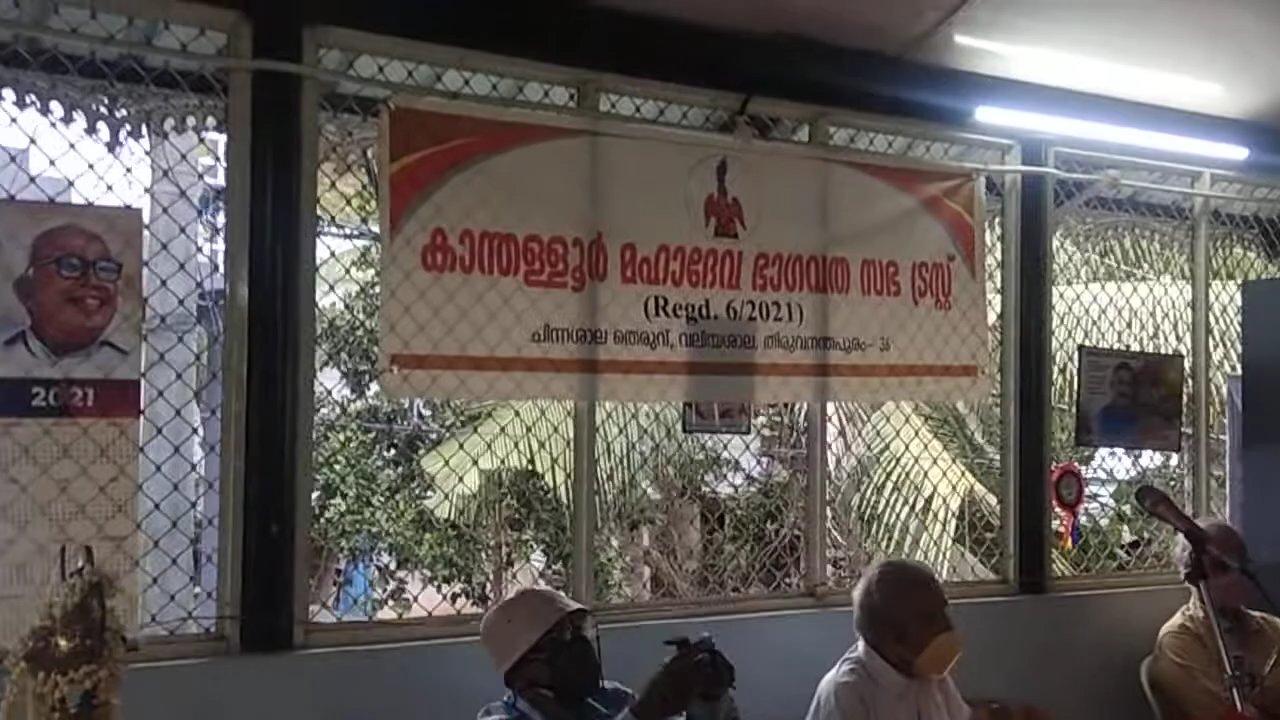 കാന്തള്ളൂർ മഹാദേവ ഭാഗവത സഭ ട്രസ്റ്റ്
(Regd. 6/2021)
ചിന്നശാല തെരുവ്, വലിയശാല, തിരുവനന്തപുരം- 36
2021